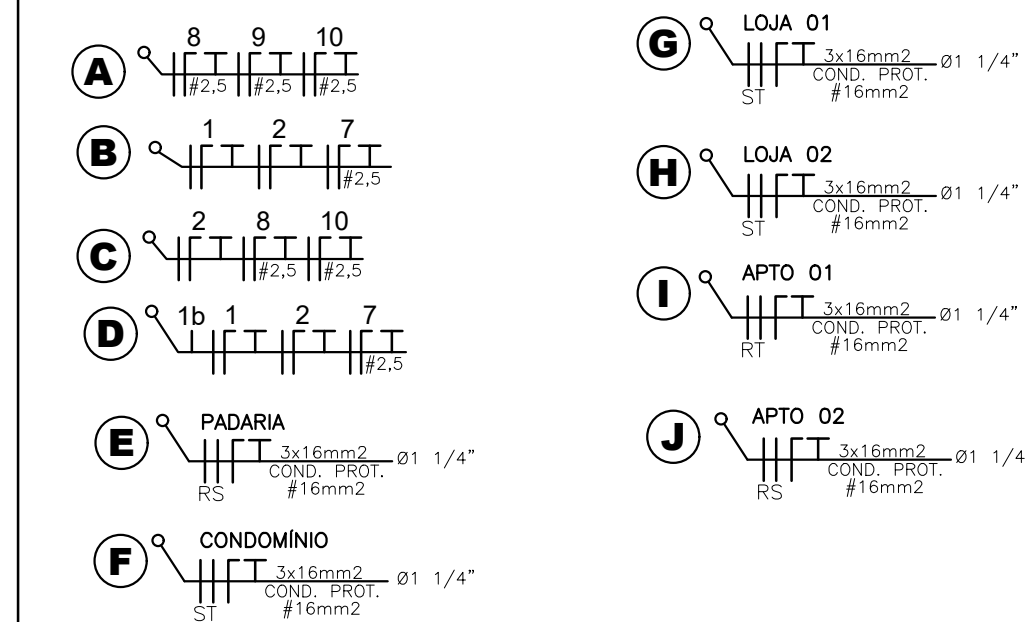 A
8 9 10
#2,5 #2,5 #2,5
B
1 2 7
#2,5
C
2 8 10
#2,5 #2,5
D
1b 1 2 7
#2,5
E
PADARIA
3x16mm2 Ø1 1/4"
COND. PROT.
RS #16mm2
F
CONDOMÍNIO
3x16mm2 Ø1 1/4"
COND. PROT.
ST #16mm2
G
LOJA 01
3x16mm2 Ø1 1/4"
COND. PROT.
ST #16mm2
H
LOJA 02
3x16mm2 Ø1 1/4"
COND. PROT.
ST #16mm2
I
APTO 01
3x16mm2 Ø1 1/4"
COND. PROT.
RT #16mm2
J
APTO 02
3x16mm2 Ø1 1/4
COND. PROT.
RS #16mm2